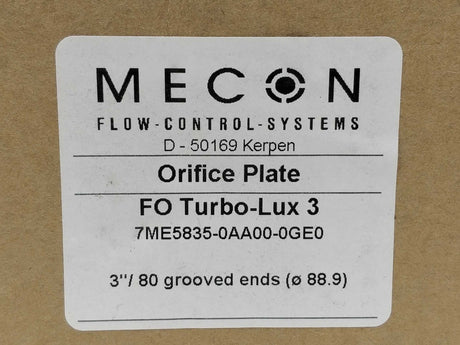 MECON
FLOW-CONTROL-SYSTEMS
D - 50169 Kerpen
Orifice Plate
FO Turbo-Lux 3
7ME5835-0AA00-0GE0
3"/ 80 grooved ends (ø 88.9)